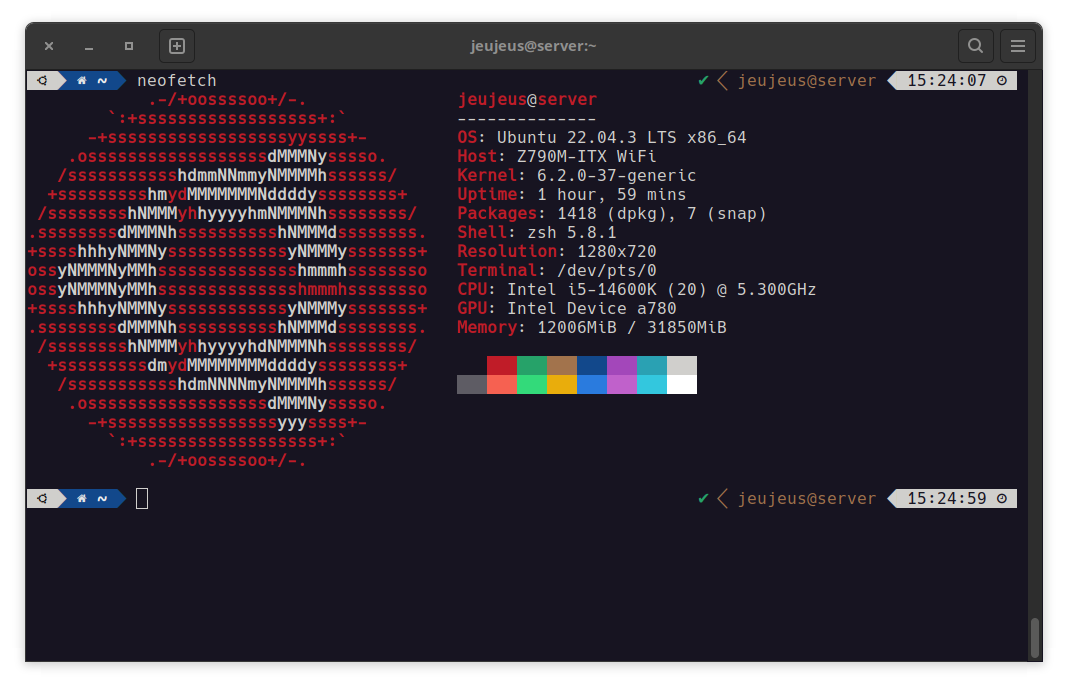 jeujeus@server:~
~ neofetch ✔ jeujeus@server 15:24:07
.-/+oossssoo+/-.
`:+ssssssssssssssssss+:`
-+ssssssssssssssssssyyssss+-
.ossssssssssssssssssdMMMNysssso.
/ssssssssssshdmmNNmmyNMMMMhssssss/
+ssssssssshmydMMMMMMMNddddyssssssss+
/sssssssshNMMMyhhyyyyhmNMMMNhssssssss/
.ssssssssdMMMNhsssssssssshNMMMdssssssss.
+sssshhhyNMMNyssssssssssssyNMMMysssssss+
ossyNMMMNyMMhsssssssssssssshmmmhssssssso
ossyNMMMNyMMhsssssssssssssshmmmhssssssso
+sssshhhyNMMNyssssssssssssyNMMMysssssss+
.ssssssssdMMMNhsssssssssshNMMMdssssssss.
/sssssssshNMMMyhhyyyyhdNMMMNhssssssss/
+sssssssssdmydMMMMMMMMddddyssssssss+
/ssssssssssshdmNNNNmyNMMMMhssssss/
.ossssssssssssssssssdMMMNysssso.
-+sssssssssssssssssyyyssss+-
`:+ssssssssssssssssss+:`
.-/+oossssoo+/-.
jeujeus@server
--------------
OS: Ubuntu 22.04.3 LTS x86_64
Host: Z790M-ITX WiFi
Kernel: 6.2.0-37-generic
Uptime: 1 hour, 59 mins
Packages: 1418 (dpkg), 7 (snap)
Shell: zsh 5.8.1
Resolution: 1280x720
Terminal: /dev/pts/0
CPU: Intel i5-14600K (20) @ 5.300GHz
GPU: Intel Device a780
Memory: 12006MiB / 31850MiB
~ ✔ jeujeus@server 15:24:59